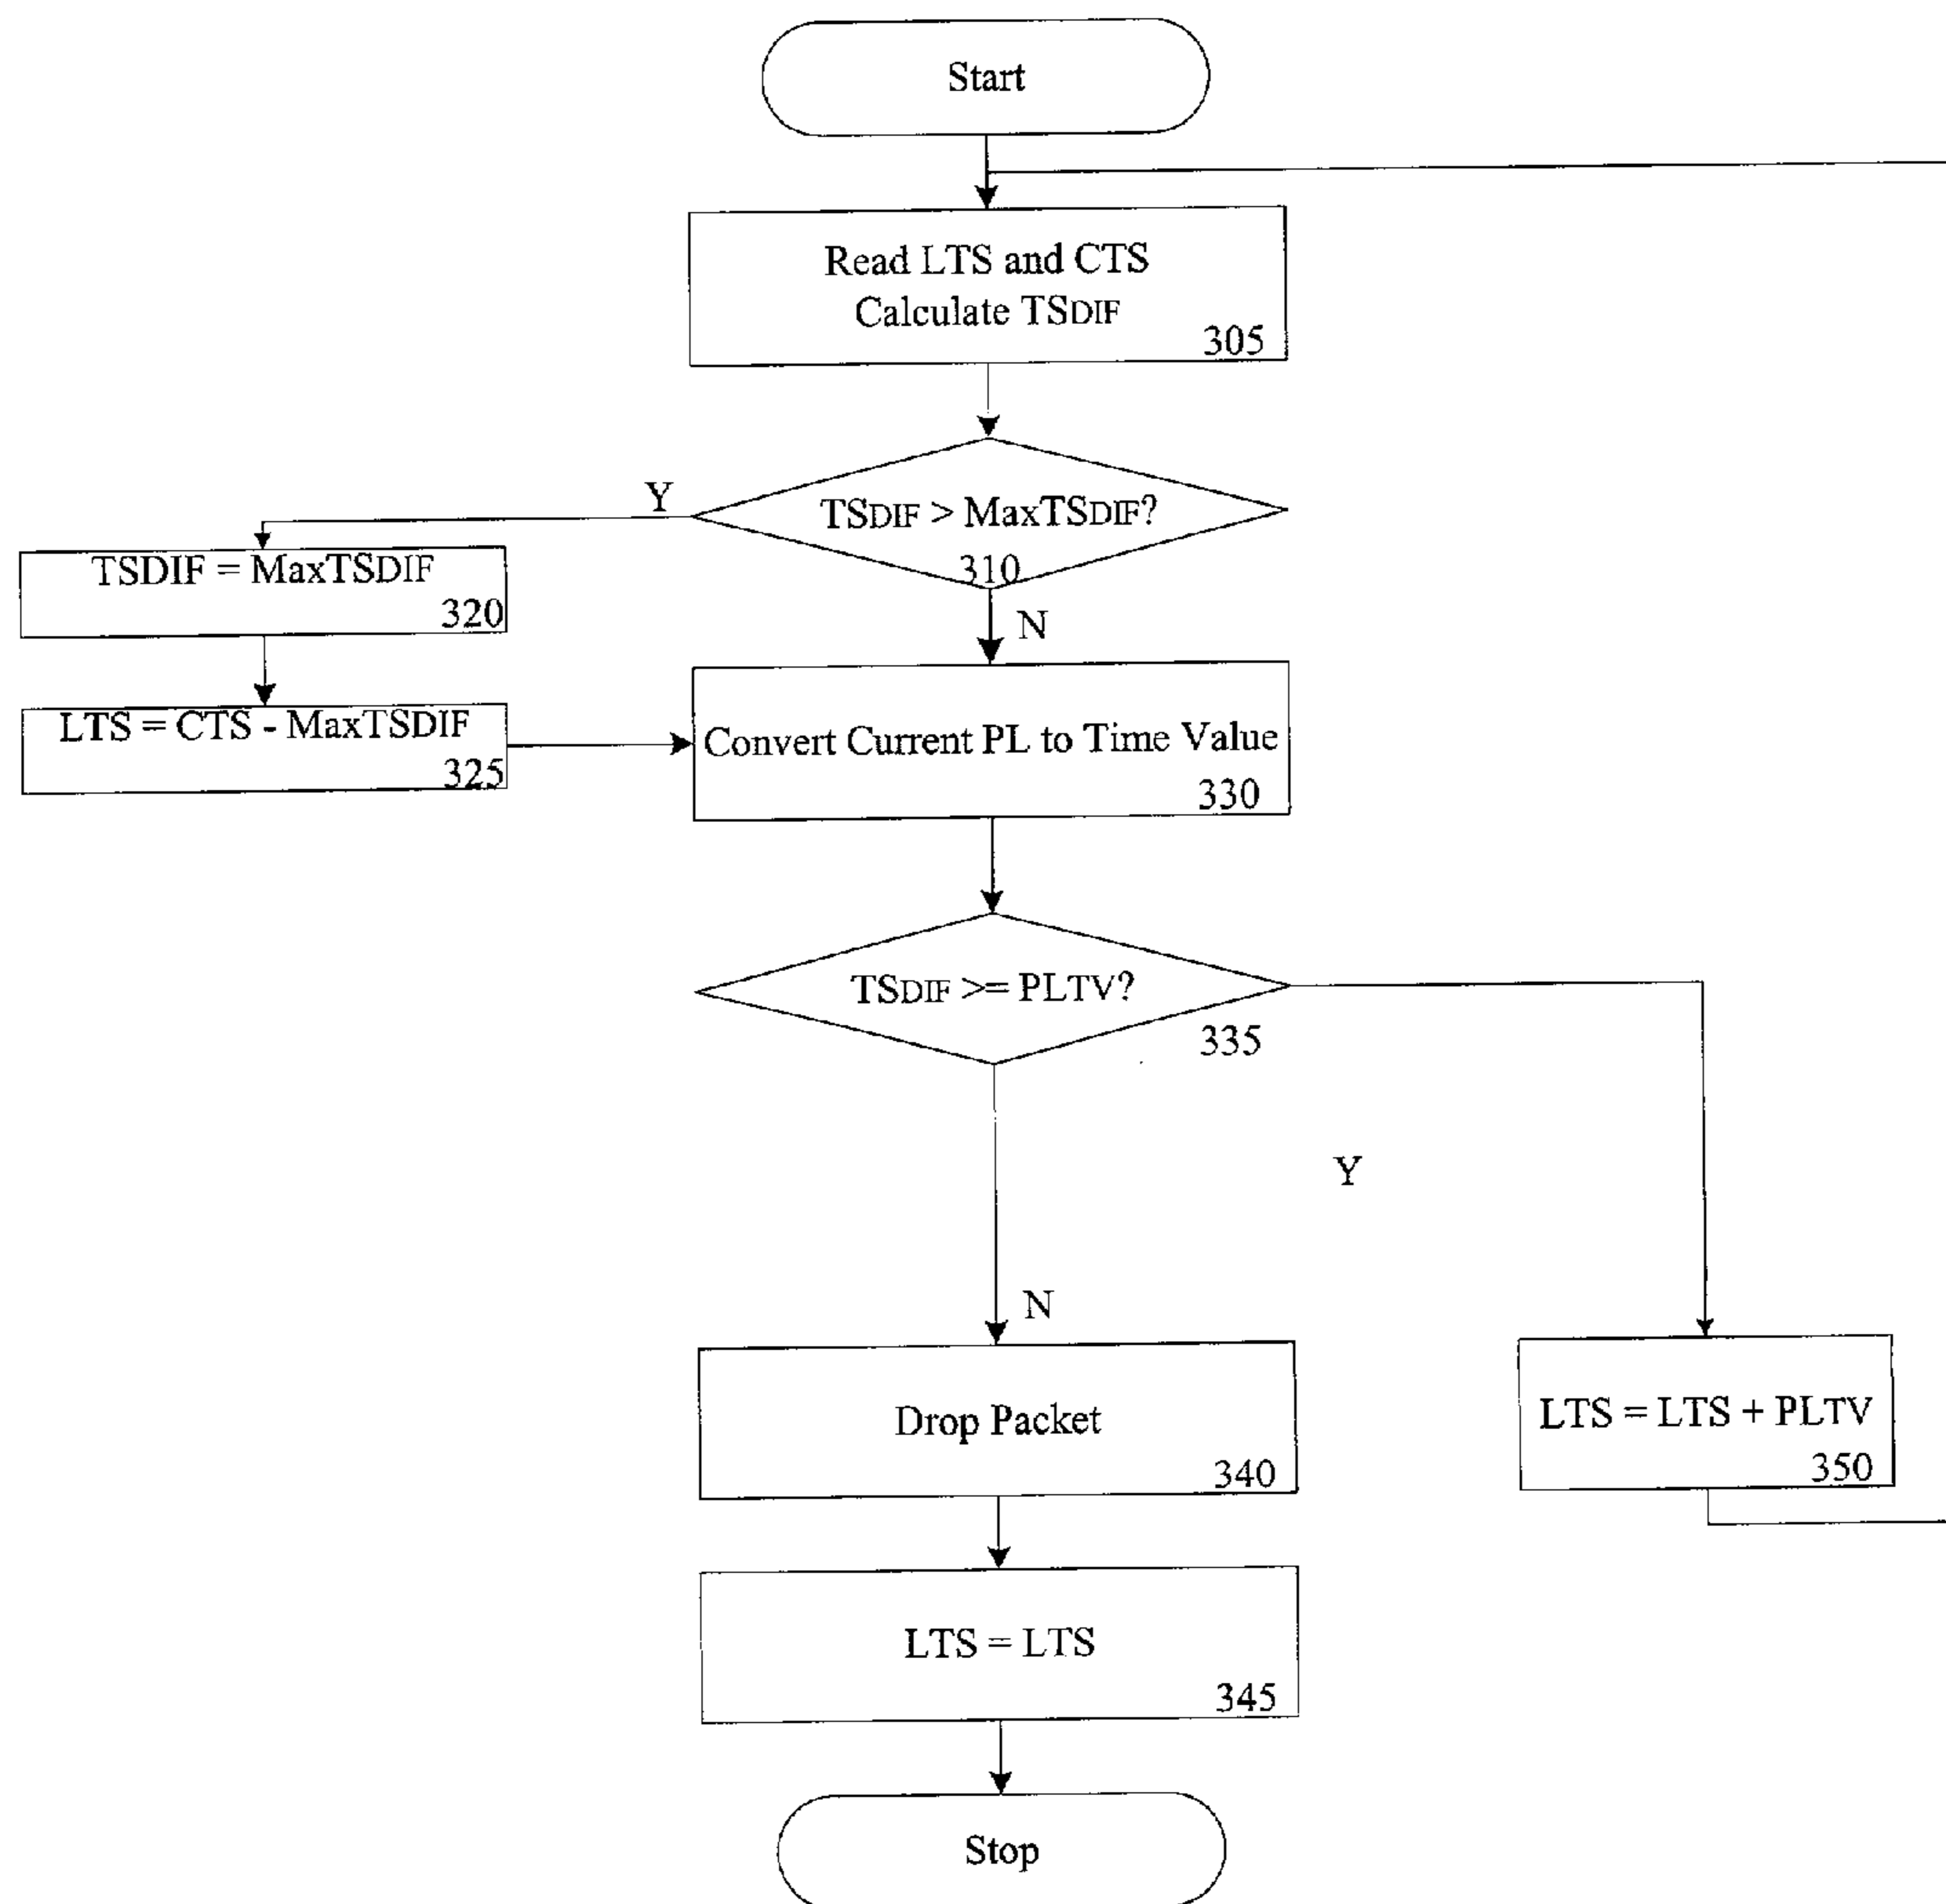 Start
Read LTS and CTS
Calculate TSDIF
305
Y
TSDIF > MaxTSDIF?
310
TSDIF = MaxTSDIF
320
N
LTS = CTS - MaxTSDIF
325
Convert Current PL to Time Value
330
TSDIF >= PLTV?
335
Y
N
Drop Packet
340
LTS = LTS + PLTV
350
LTS = LTS
345
Stop